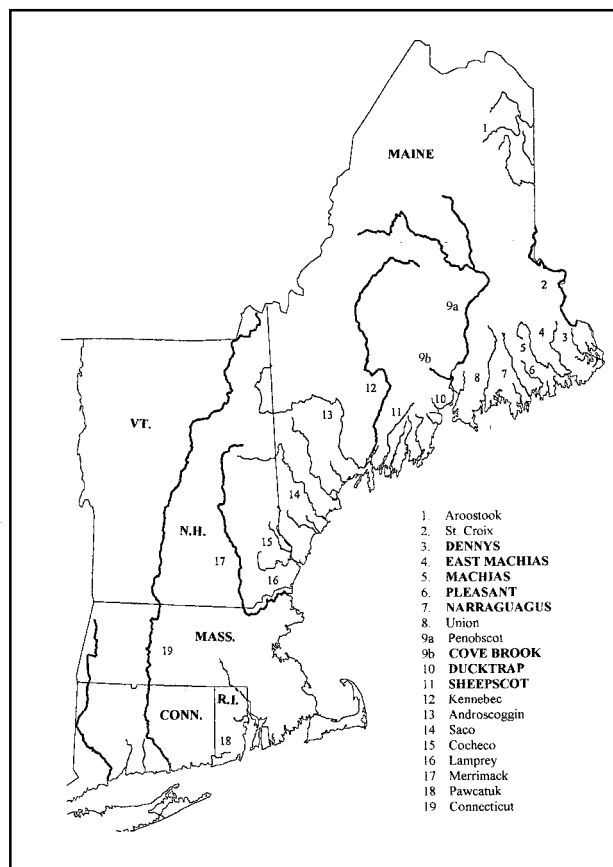 1
MAINE
2
9a
4
3
5
9b
8
7
6
12
10
11
VT.
13
14
N.H.
15
17
16
MASS.
19
R.I.
CONN.
18
1. Aroostook
2. St. Croix
3. DENNYS
4. EAST MACHIAS
5. MACHIAS
6. PLEASANT
7. NARRAGUAGUS
8. Union
9a Penobscot
9b COVE BROOK
10 DUCKTRAP
11 SHEEPSCOT
12 Kennebec
13 Androscoggin
14 Saco
15 Cocheco
16 Lamprey
17 Merrimack
18 Pawcatuk
19 Connecticut